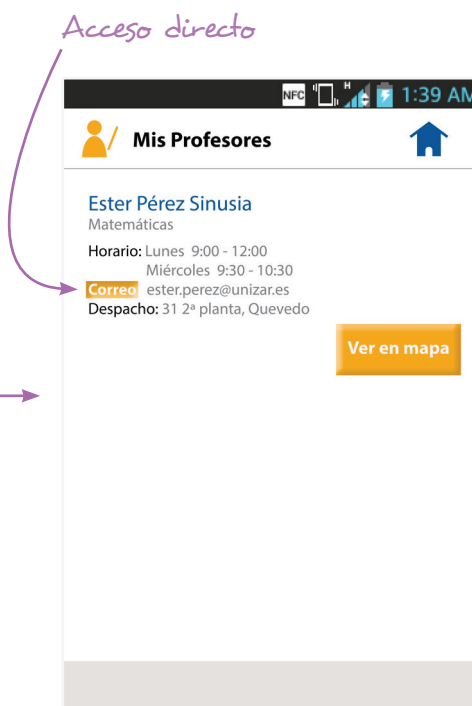 Acceso directo
NFC H 1:39 AM
Mis Profesores
Ester Pérez Sinusia
Matemáticas
Horario: Lunes 9:00 - 12:00
Miércoles 9:30 - 10:30
Correo ester.perez@unizar.es
Despacho: 31 2ª planta, Quevedo
Ver en mapa